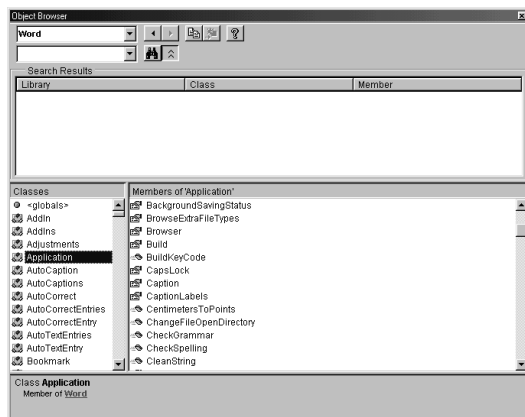 Object Browser
Word
Search Results
Library Class Member
Classes
<globals>
AddIn
AddIns
Adjustments
Application
AutoCaption
AutoCaptions
AutoCorrect
AutoCorrectEntries
AutoCorrectEntry
AutoTextEntries
AutoTextEntry
Bookmark
Members of 'Application'
BackgroundSavingStatus
BrowseExtraFileTypes
Browser
Build
BuildKeyCode
CapsLock
Caption
CaptionLabels
CentimetersToPoints
ChangeFileOpenDirectory
CheckGrammar
CheckSpelling
CleanString
Class Application
Member of Word